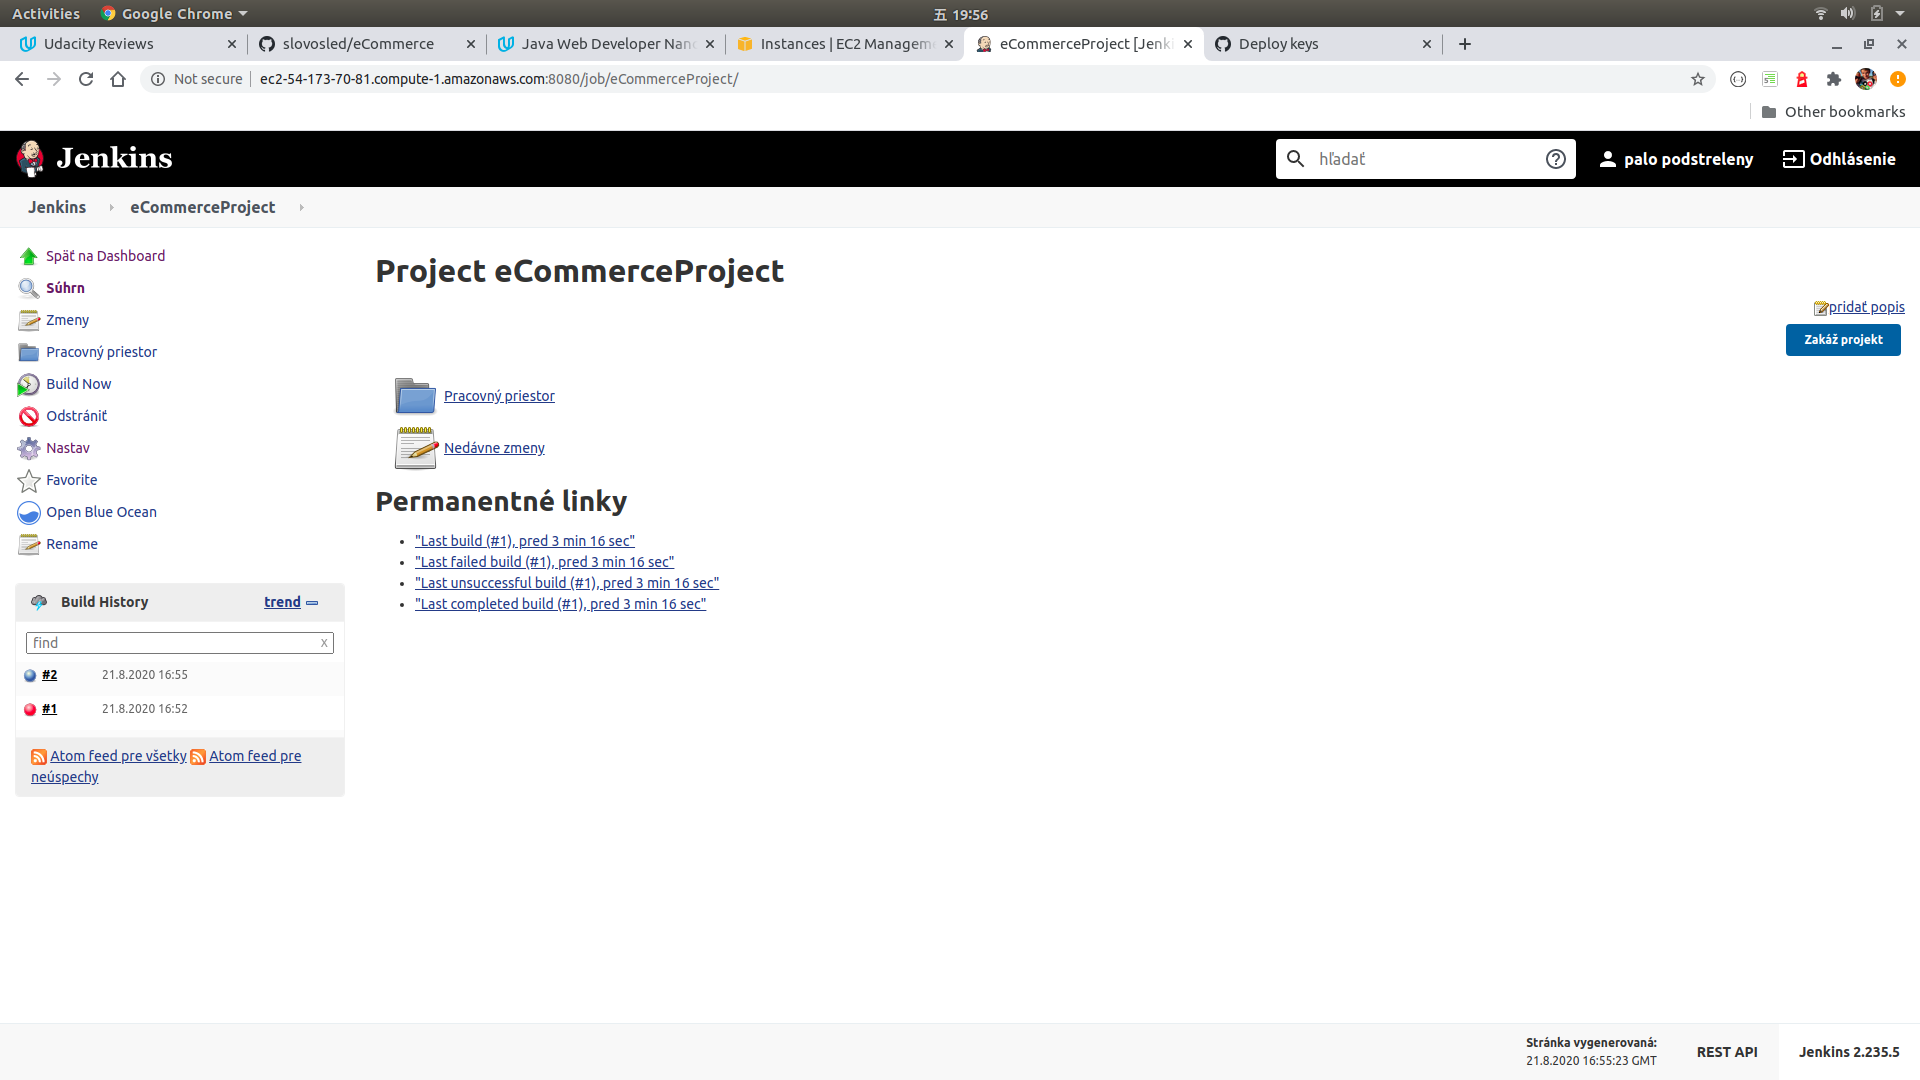 Activities Google Chrome 五 19:56
Udacity Reviews
slovosled/eCommerce
Java Web Developer Nan
Instances | EC2 Managem
eCommerceProject [Jenki
Deploy keys
Not secure ec2-54-173-70-81.compute-1.amazonaws.com:8080/job/eCommerceProject/
Other bookmarks
Jenkins
hľadať
palo podstreleny
Odhlásenie
Jenkins eCommerceProject
Späť na Dashboard
Súhrn
Zmeny
Pracovný priestor
Build Now
Odstrániť
Nastav
Favorite
Open Blue Ocean
Rename
Build History trend
find x
#2 21.8.2020 16:55
#1 21.8.2020 16:52
Atom feed pre všetky Atom feed pre
neúspechy
Project eCommerceProject
pridať popis
Zakáž projekt
Pracovný priestor
Nedávne zmeny
Permanentné linky
"Last build (#1), pred 3 min 16 sec"
"Last failed build (#1), pred 3 min 16 sec"
"Last unsuccessful build (#1), pred 3 min 16 sec"
"Last completed build (#1), pred 3 min 16 sec"
Stránka vygenerovaná:
21.8.2020 16:55:23 GMT
REST API
Jenkins 2.235.5